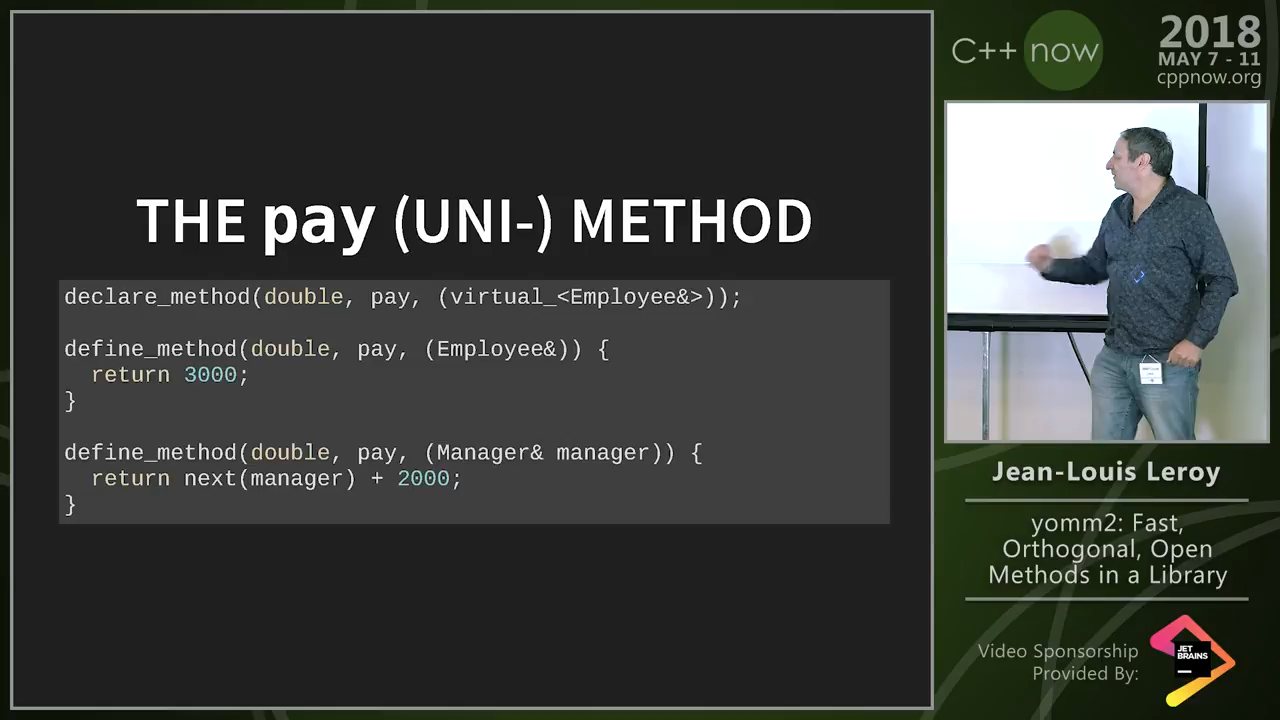 THE pay (UNI-) METHOD
declare_method(double, pay, (virtual_<Employee&>));
define_method(double, pay, (Employee&)) {
  return 3000;
}
define_method(double, pay, (Manager& manager)) {
  return next(manager) + 2000;
}
C++ now
2018
MAY 7 - 11
cppnow.org
Jean-Louis Leroy
yomm2: Fast,
Orthogonal, Open
Methods in a Library
Video Sponsorship
Provided By:
JET
BRAINS